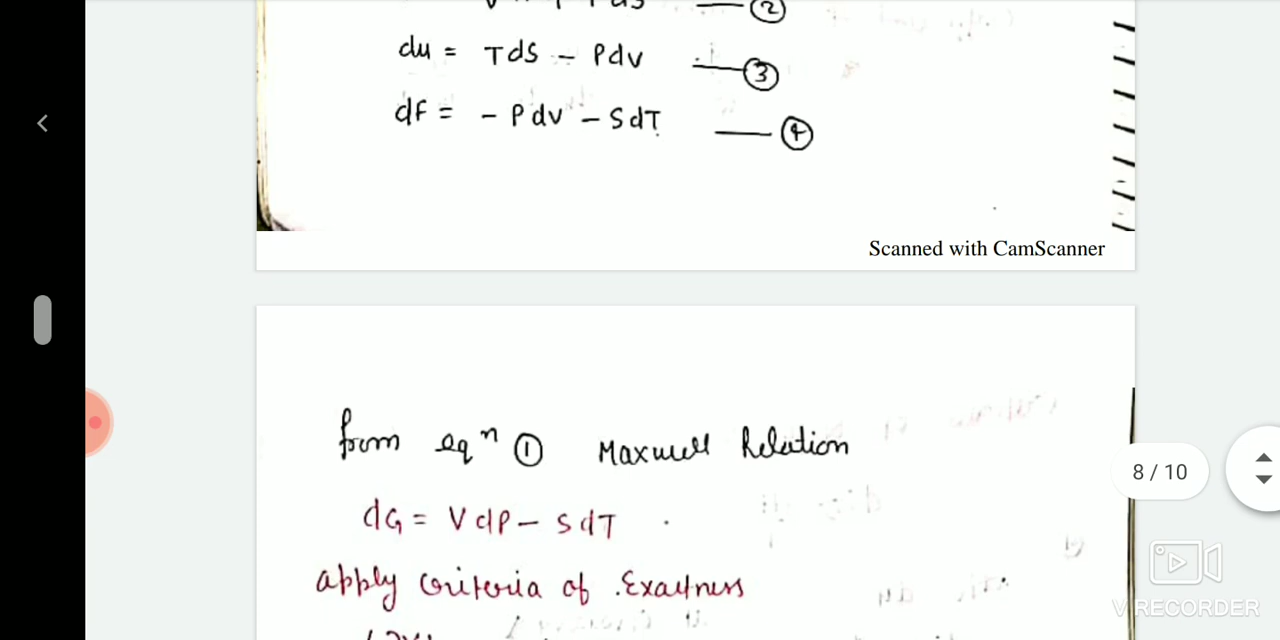 ②
du = Tds - Pdv ③
dF = - Pdv - SdT ④
Scanned with CamScanner
from eqⁿ ① Maxwell Relation
dG = VdP - SdT
8 / 10
apply criteria of Exactness
VRECORDER